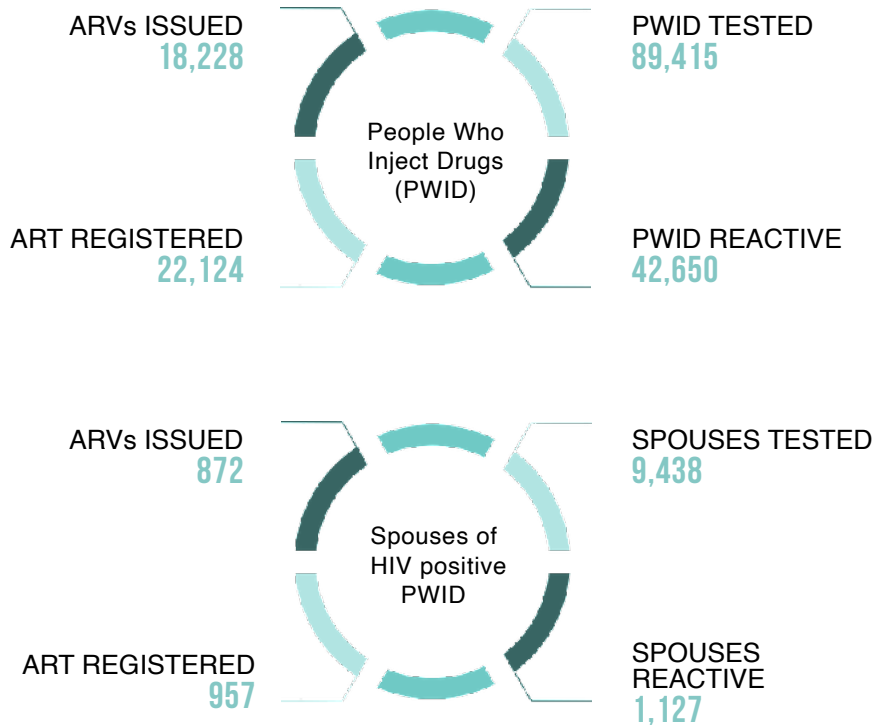 ARVs ISSUED
18,228
PWID TESTED
89,415
People Who
Inject Drugs
(PWID)
ART REGISTERED
22,124
PWID REACTIVE
42,650
ARVs ISSUED
872
SPOUSES TESTED
9,438
Spouses of
HIV positive
PWID
ART REGISTERED
957
SPOUSES
REACTIVE
1,127